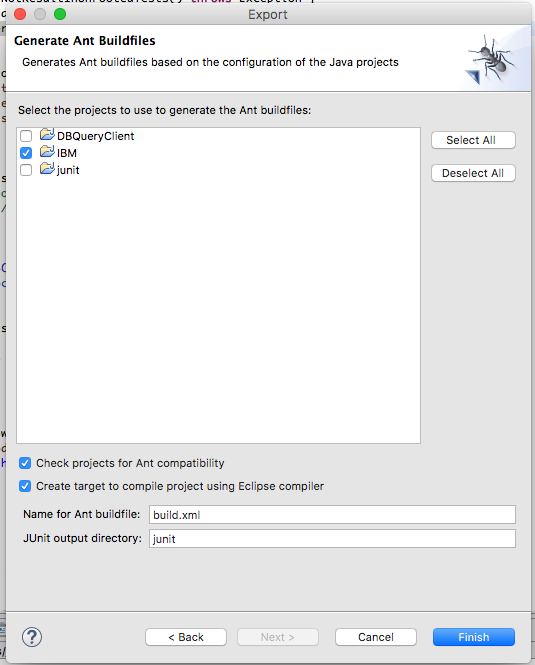 Export
Generate Ant Buildfiles
Generates Ant buildfiles based on the configuration of the Java projects
Select the projects to use to generate the Ant buildfiles:
DBQueryClient
IBM
junit
Select All
Deselect All
Check projects for Ant compatibility
Create target to compile project using Eclipse compiler
Name for Ant buildfile: build.xml
JUnit output directory: junit
?
< Back
Next >
Cancel
Finish